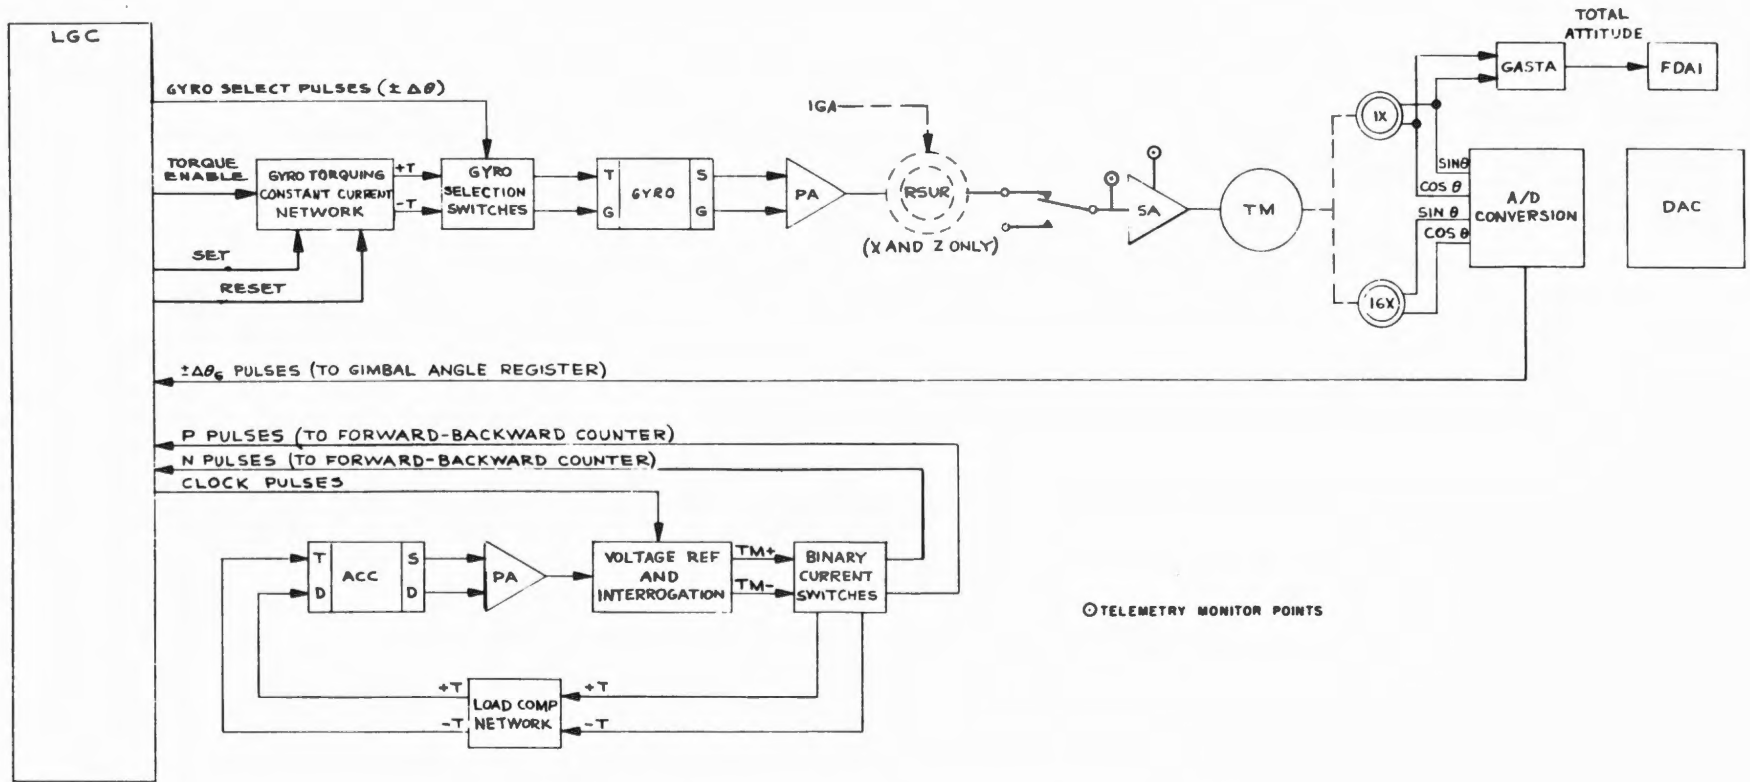 LGC
TOTAL
ATTITUDE
GASTA
FDAI
GYRO SELECT PULSES (± Δθ)
IGA
1X
TORQUE
ENABLE
GYRO TORQUING
CONSTANT CURRENT
NETWORK
+T
-T
GYRO
SELECTION
SWITCHES
T
G
GYRO
S
G
PA
RSUR
(X AND Z ONLY)
SA
TM
SINθ
COS θ
SIN θ
COS θ
A/D
CONVERSION
DAC
SET
RESET
16X
±ΔθG PULSES (TO GIMBAL ANGLE REGISTER)
P PULSES (TO FORWARD-BACKWARD COUNTER)
N PULSES (TO FORWARD-BACKWARD COUNTER)
CLOCK PULSES
T
D
ACC
S
D
PA
VOLTAGE REF
AND
INTERROGATION
TM+
TM-
BINARY
CURRENT
SWITCHES
TELEMETRY MONITOR POINTS
+T
-T
LOAD COMP
NETWORK
+T
-T